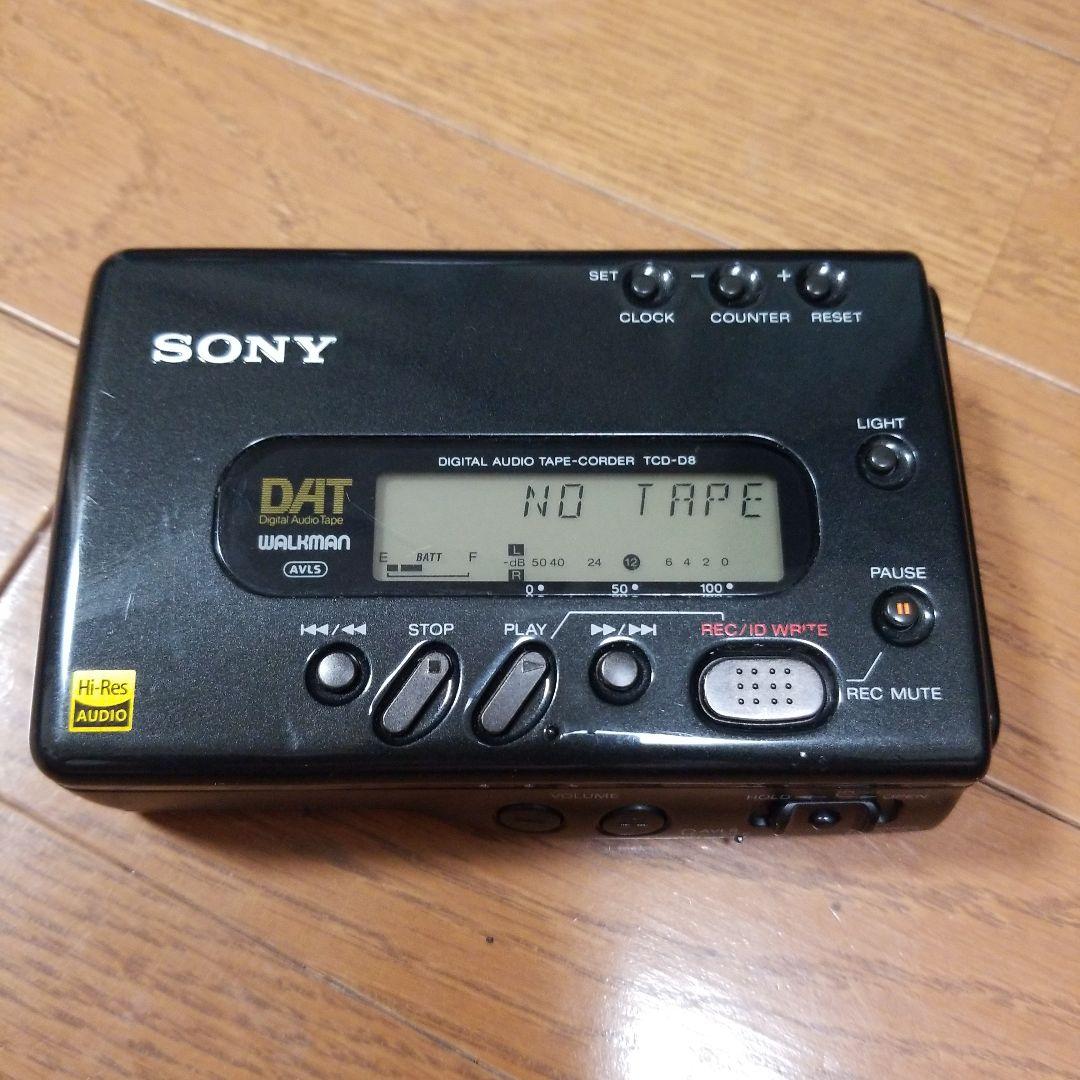 SET - +
CLOCK COUNTER RESET
SONY
LIGHT
DIGITAL AUDIO TAPE-CORDER TCD-D8
DAT
Digital Audio Tape
WALKMAN
AVLS
NO TAPE
E BATT F
L
-dB 50 40 24 12 6 4 2 0
R
0 50 100
PAUSE
STOP PLAY REC/ID WRITE
REC MUTE
Hi-Res
AUDIO
VOLUME
HOLD OPEN